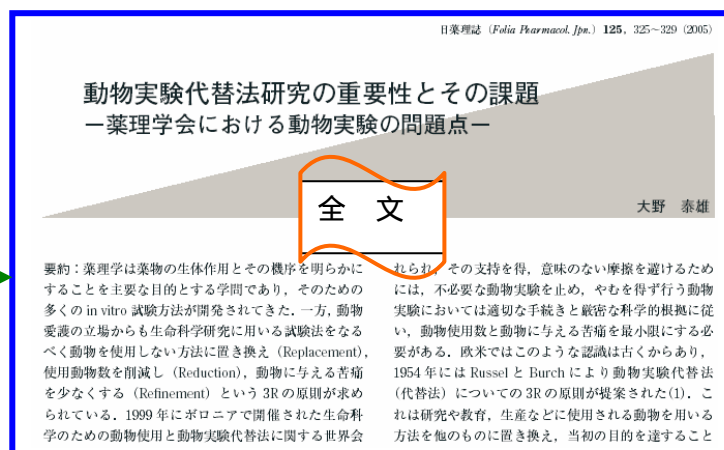 日薬理誌（Folia Pharmacol. Jpn.）125, 325~329（2005）
動物実験代替法研究の重要性とその課題
ー薬理学会における動物実験の問題点ー
全 文
大野 泰雄
要約：薬理学は薬物の生体作用とその機序を明らかに
することを主要な目的とする学問であり，そのための
多くの in vitro 試験方法が開発されてきた．一方，動物
愛護の立場からも生命科学研究に用いる試験法をなる
べく動物を使用しない方法に置き換え（Replacement），
使用動物数を削減し（Reduction），動物に与える苦痛
を少なくする（Refinement）という 3R の原則が求め
られている．1999 年にボロニアで開催された生命科
学のための動物使用と動物実験代替法に関する世界会
れられ，その支持を得，意味のない摩擦を避けるため
には，不必要な動物実験を止め，やむを得ず行う動物
実験においては適切な手続きと厳密な科学的根拠に従
い，動物使用数と動物に与える苦痛を最小限にする必
要がある．欧米ではこのような認識は古くからあり，
1954 年には Russel と Burch により動物実験代替法
（代替法）についての 3R の原則が提案された(1)．こ
れは研究や教育，生産などに使用される動物を用いる
方法を他のものに置き換え，当初の目的を達すること